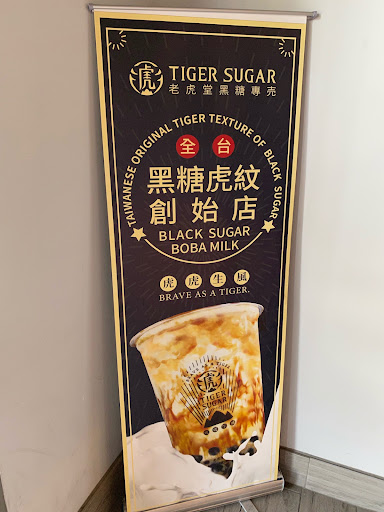 虎
TIGER SUGAR
老虎堂黑糖專売
TAIWANESE ORIGINAL TIGER TEXTURE OF BLACK SUGAR
全台
黑糖虎紋
創始店
BLACK SUGAR
BOBA MILK
虎虎生風
BRAVE AS A TIGER.
虎
TIGER
SUGAR